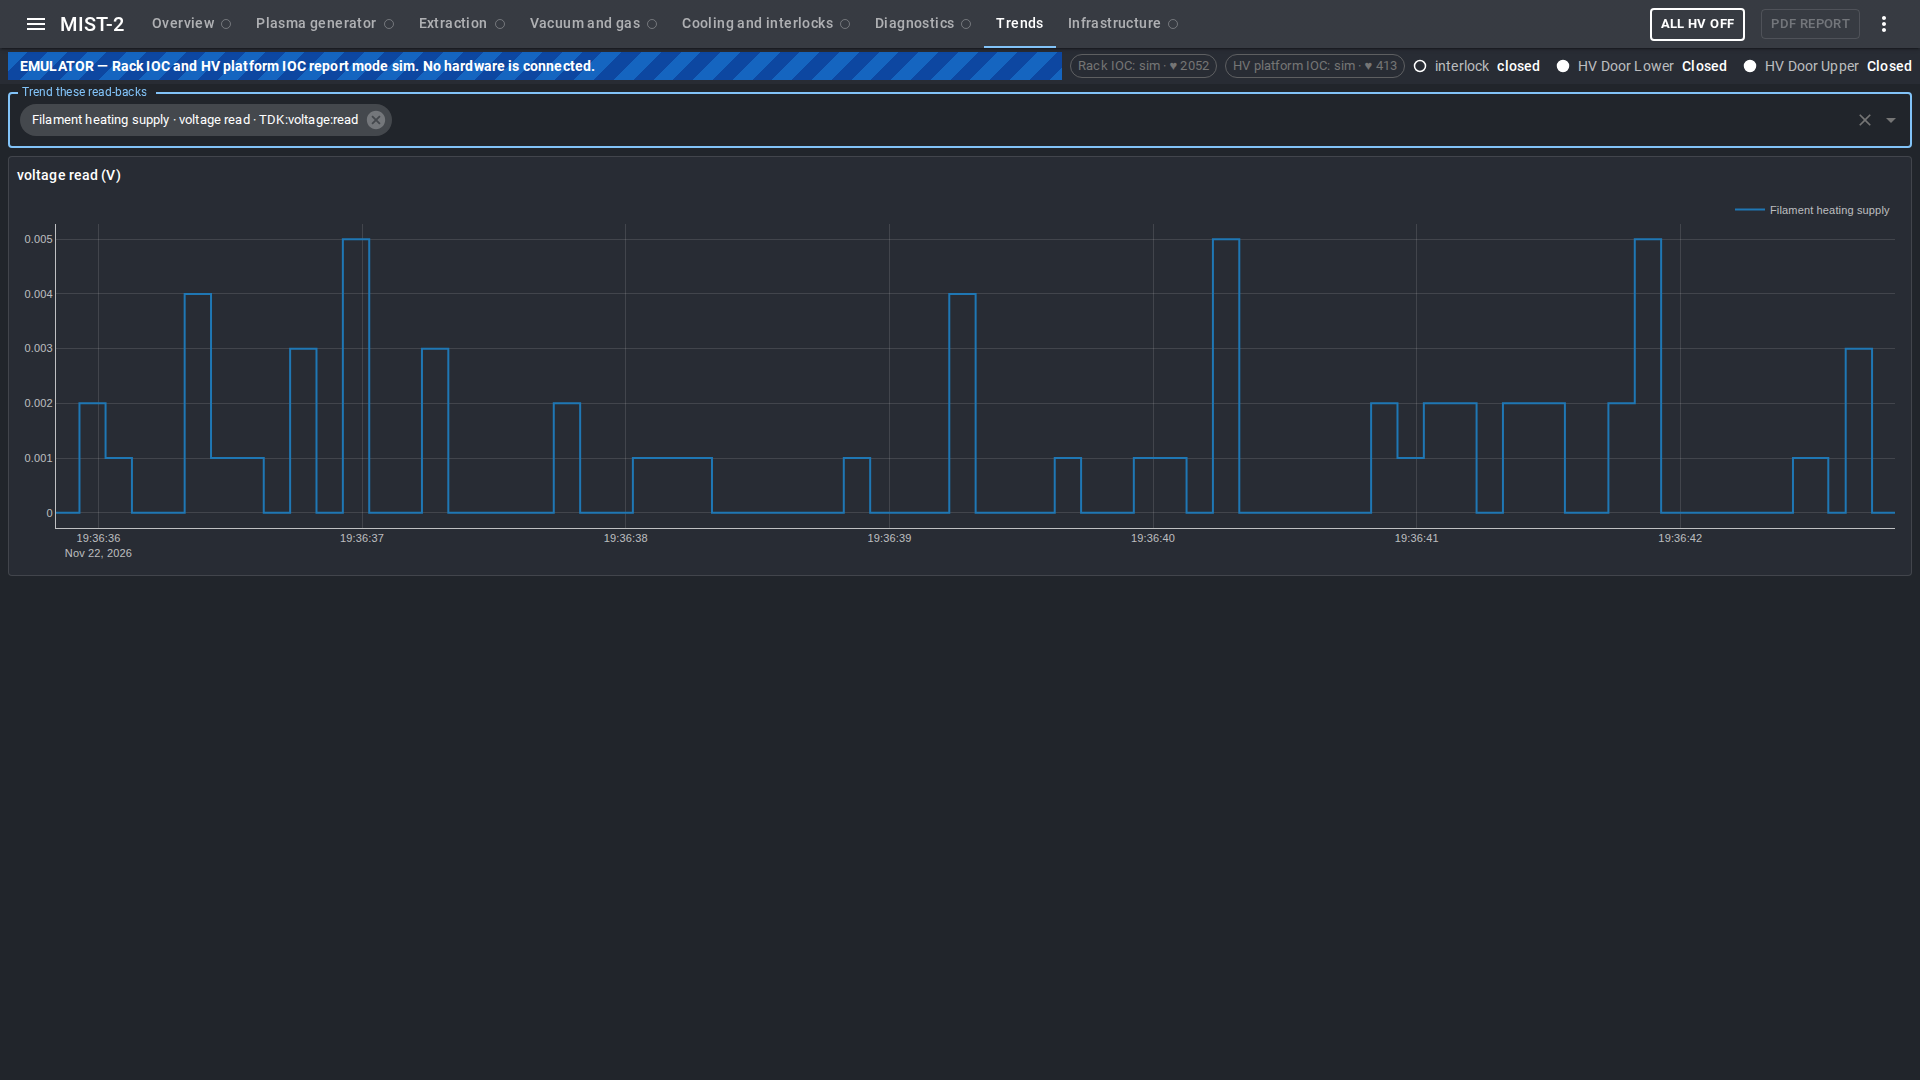 MIST-2 Overview Plasma generator Extraction Vacuum and gas Cooling and interlocks Diagnostics Trends Infrastructure ALL HV OFF PDF REPORT
EMULATOR — Rack IOC and HV platform IOC report mode sim. No hardware is connected. Rack IOC: sim · ♥ 2052 HV platform IOC: sim · ♥ 413 interlock closed HV Door Lower Closed HV Door Upper Closed
Trend these read-backs
Filament heating supply · voltage read · TDK:voltage:read
voltage read (V)
Filament heating supply
0.005
0.004
0.003
0.002
0.001
0
19:36:36 19:36:37 19:36:38 19:36:39 19:36:40 19:36:41 19:36:42
Nov 22, 2026